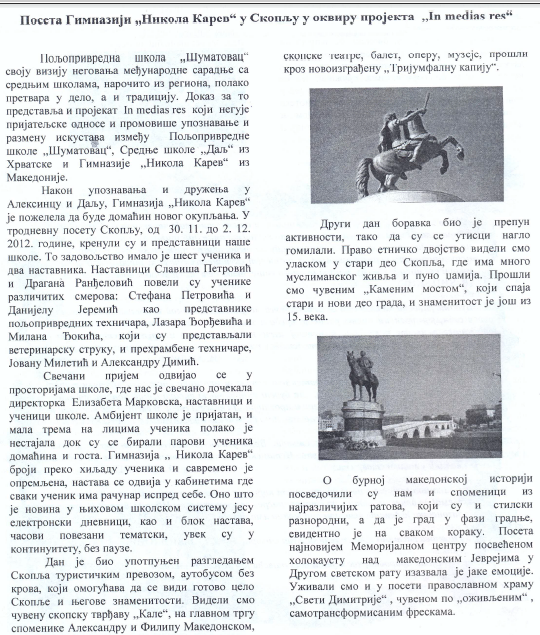 Посета Гимназији „Никола Карев“ у Скопљу у оквиру пројекта „In medias res“
Пољопривредна школа „Шуматовац“
своју визију неговања међународне сарадње са
средњим школама, нарочито из региона, полако
претвара у дело, а и традицију. Доказ за то
представља и пројекат In medias res који негује
пријатељске односе и промовише упознавање и
размену искустава између Пољопривредне
школе „Шуматовац“, Средње школе „Даљ“ из
Хрватске и Гимназије „Никола Карев“ из
Македоније.
Након упознавања и дружења у
Алексинцу и Даљу, Гимназија „Никола Карев“
је пожелела да буде домаћин новог окупљања. У
тродневну посету Скопљу, од 30. 11. до 2. 12.
2012. године, кренули су и представници наше
школе. То задовољство имало је шест ученика и
два наставника. Наставници Славиша Петровић
и Драгана Ранђеловић повели су ученике
различитих смерова: Стефана Петровића и
Данијелу Јеремић као представнике
пољопривредних техничара, Лазара Ђорђевића и
Милана Ђокића, који су представљали
ветеринарску струку, и прехрамбене техничаре,
Јовану Милетић и Александру Димић.
Свечани пријем одвијао се у
просторијама школе, где нас је свечано дочекала
директорка Елизабета Марковска, наставници и
ученици школе. Амбијент школе је пријатан, и
мала трема на лицима ученика полако је
нестајала док су се бирали парови ученика
домаћина и госта. Гимназија „ Никола Карев“
броји преко хиљаду ученика и савремено је
опремљена, настава се одвија у кабинетима где
сваки ученик има рачунар испред себе. Оно што
је новина у њиховом школском систему јесу
електронски дневници, као и блок настава,
часови повезани тематски, увек су у
континуитету, без паузе.
Дан је био употпуњен разгледањем
Скопља туристичким превозом, аутобусом без
крова, који омогућава да се види готово цело
Скопље и његове знаменитости. Видели смо
чувену скопску тврђаву „Кале“, на главном тргу
споменике Александру и Филипу Македонском,
скопске театре, балет, оперу, музеје, прошли
кроз новоизграђену „Тријумфалну капију“.
Други дан боравка био је препун
активности, тако да су се утисци нагло
гомилали. Право етничко двојство видели смо
уласком у стари део Скопља, где има много
муслиманског живља и пуно џамија. Прошли
смо чувеним „Каменим мостом“, који спаја
стари и нови део града, и знаменитост је још из
15. века.
О бурној македонској историји
посведочили су нам и споменици из
најразличијих ратова, који су и стилски
разнородни, а да је град у фази градње,
евидентно је на сваком кораку. Посета
најновијем Меморијалном центру посвећеном
холокаусту над македонским Јеврејима у
Другом светском рату изазвала је јаке емоције.
Уживали смо и у посети православном храму
„Свети Димитрије“ , чувеном по „оживљеним“ ,
самотрансформисаним фрескама.